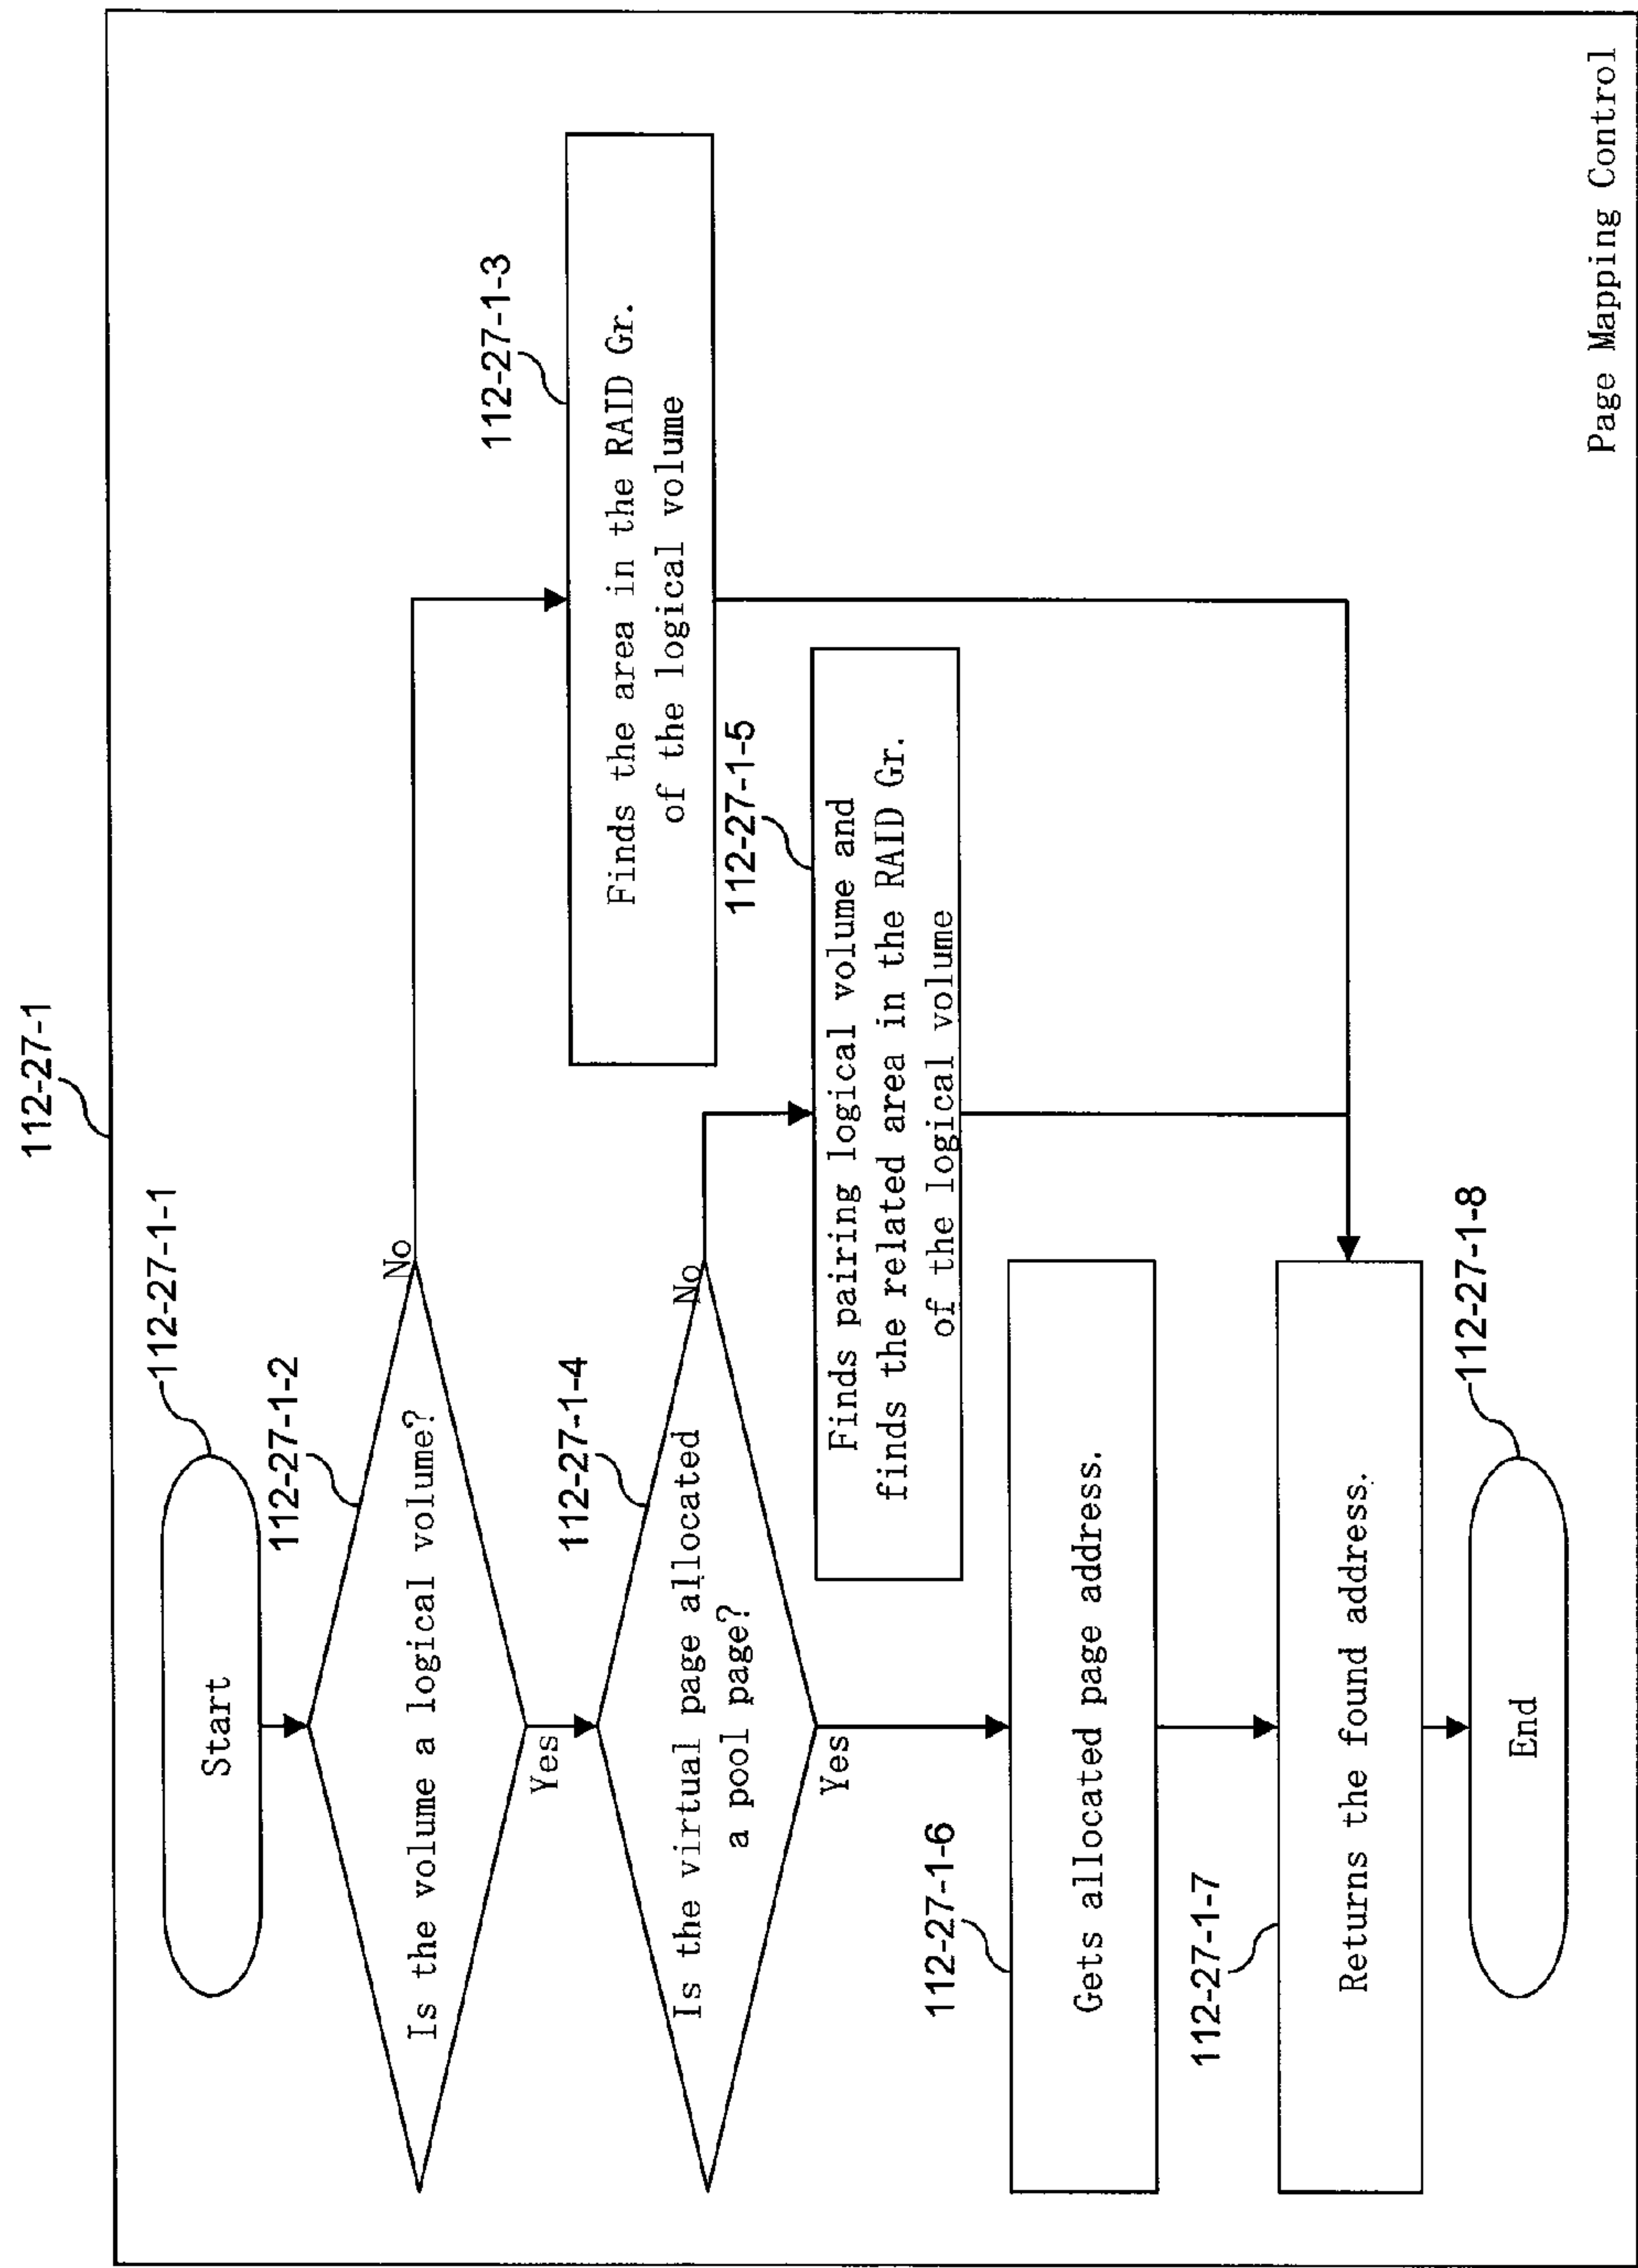 112-27-1
Start
112-27-1-1
Is the volume a logical volume?
112-27-1-2
No
Yes
Finds the area in the RAID Gr.
of the logical volume
112-27-1-3
Is the virtual page allocated
a pool page?
112-27-1-4
No
Yes
Finds pairing logical volume and
finds the related area in the RAID Gr.
of the logical volume
112-27-1-5
112-27-1-6
Gets allocated page address.
112-27-1-7
Returns the found address.
End
112-27-1-8
Page Mapping Control